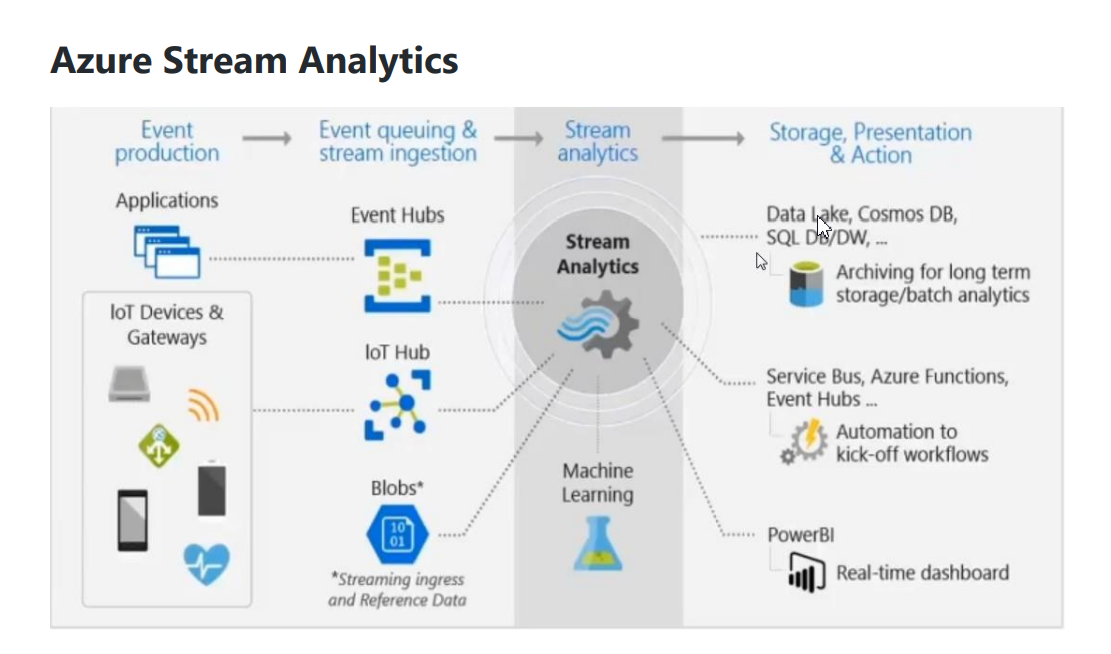 Azure Stream Analytics
Event
production
Event queuing &
stream ingestion
Stream
analytics
Storage, Presentation
& Action
Applications
IoT Devices &
Gateways
Event Hubs
IoT Hub
Blobs*
10
01
*Streaming ingress
and Reference Data
Stream
Analytics
Machine
Learning
Data Lake, Cosmos DB,
SQL DB/DW, ...
Archiving for long term
storage/batch analytics
Service Bus, Azure Functions,
Event Hubs ...
Automation to
kick-off workflows
PowerBI
Real-time dashboard